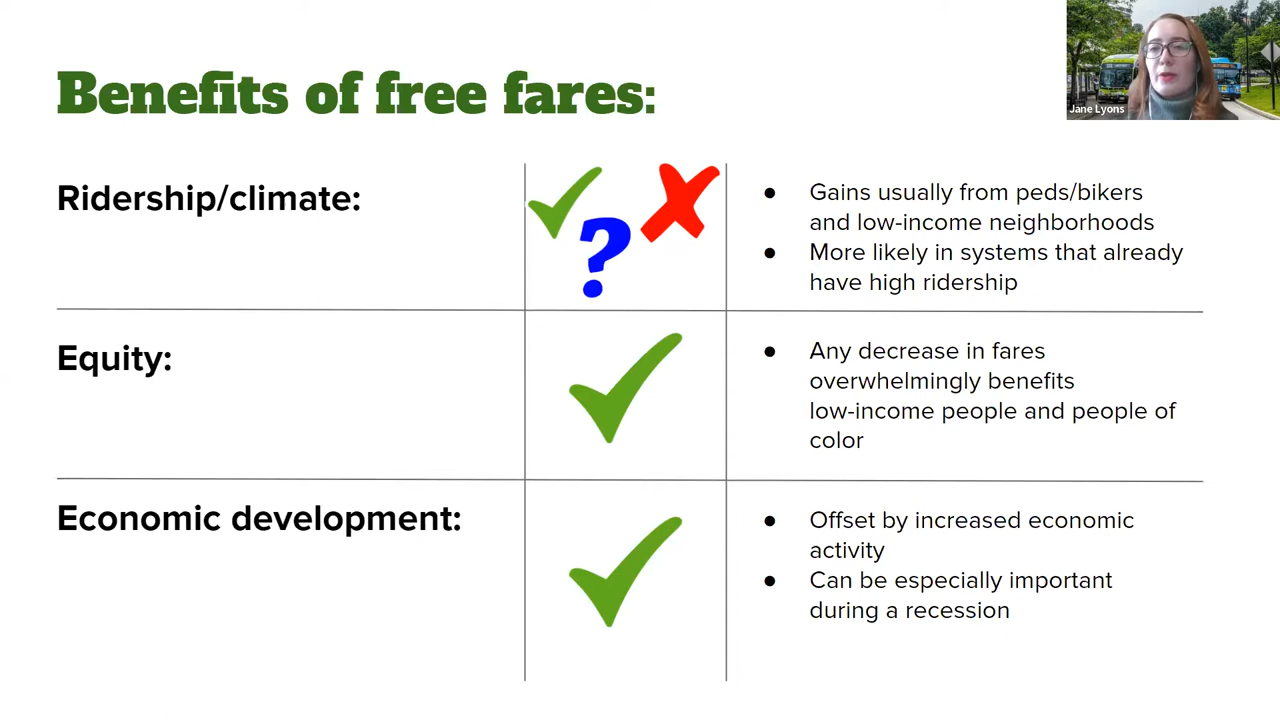 Benefits of free fares:
Jane Lyons
Ridership/climate:
?
● Gains usually from peds/bikers
and low-income neighborhoods
● More likely in systems that already
have high ridership
Equity:
● Any decrease in fares
overwhelmingly benefits
low-income people and people of
color
Economic development:
● Offset by increased economic
activity
● Can be especially important
during a recession